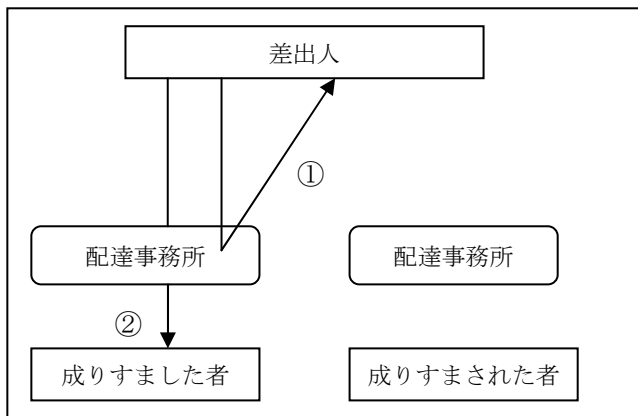 差出人
①
配達事務所
配達事務所
②
成りすました者
成りすまされた者